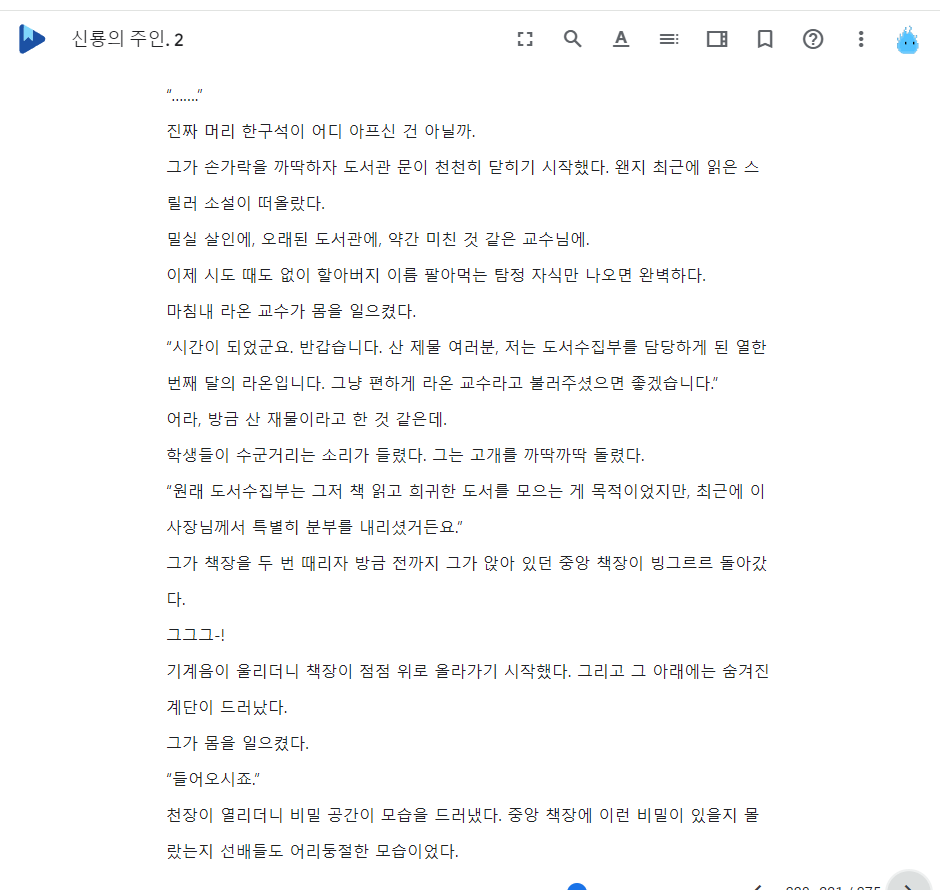 신룡의 주인. 2
“…….”
진짜 머리 한구석이 어디 아프신 건 아닐까.
그가 손가락을 까딱하자 도서관 문이 천천히 닫히기 시작했다. 왠지 최근에 읽은 스
릴러 소설이 떠올랐다.
밀실 살인에, 오래된 도서관에, 약간 미친 것 같은 교수님에.
이제 시도 때도 없이 할아버지 이름 팔아먹는 탐정 자식만 나오면 완벽하다.
마침내 라온 교수가 몸을 일으켰다.
“시간이 되었군요. 반갑습니다. 산 제물 여러분, 저는 도서수집부를 담당하게 된 열한
번째 달의 라온입니다. 그냥 편하게 라온 교수라고 불러주셨으면 좋겠습니다.”
어라, 방금 산 재물이라고 한 것 같은데.
학생들이 수군거리는 소리가 들렸다. 그는 고개를 까딱까딱 돌렸다.
“원래 도서수집부는 그저 책 읽고 희귀한 도서를 모으는 게 목적이었지만, 최근에 이
사장님께서 특별히 분부를 내리셨거든요.”
그가 책장을 두 번 때리자 방금 전까지 그가 앉아 있던 중앙 책장이 빙그르르 돌아갔
다.
그그그-!
기계음이 울리더니 책장이 점점 위로 올라가기 시작했다. 그리고 그 아래에는 숨겨진
계단이 드러났다.
그가 몸을 일으켰다.
“들어오시죠.”
천장이 열리더니 비밀 공간이 모습을 드러냈다. 중앙 책장에 이런 비밀이 있을지 몰
랐는지 선배들도 어리둥절한 모습이었다.